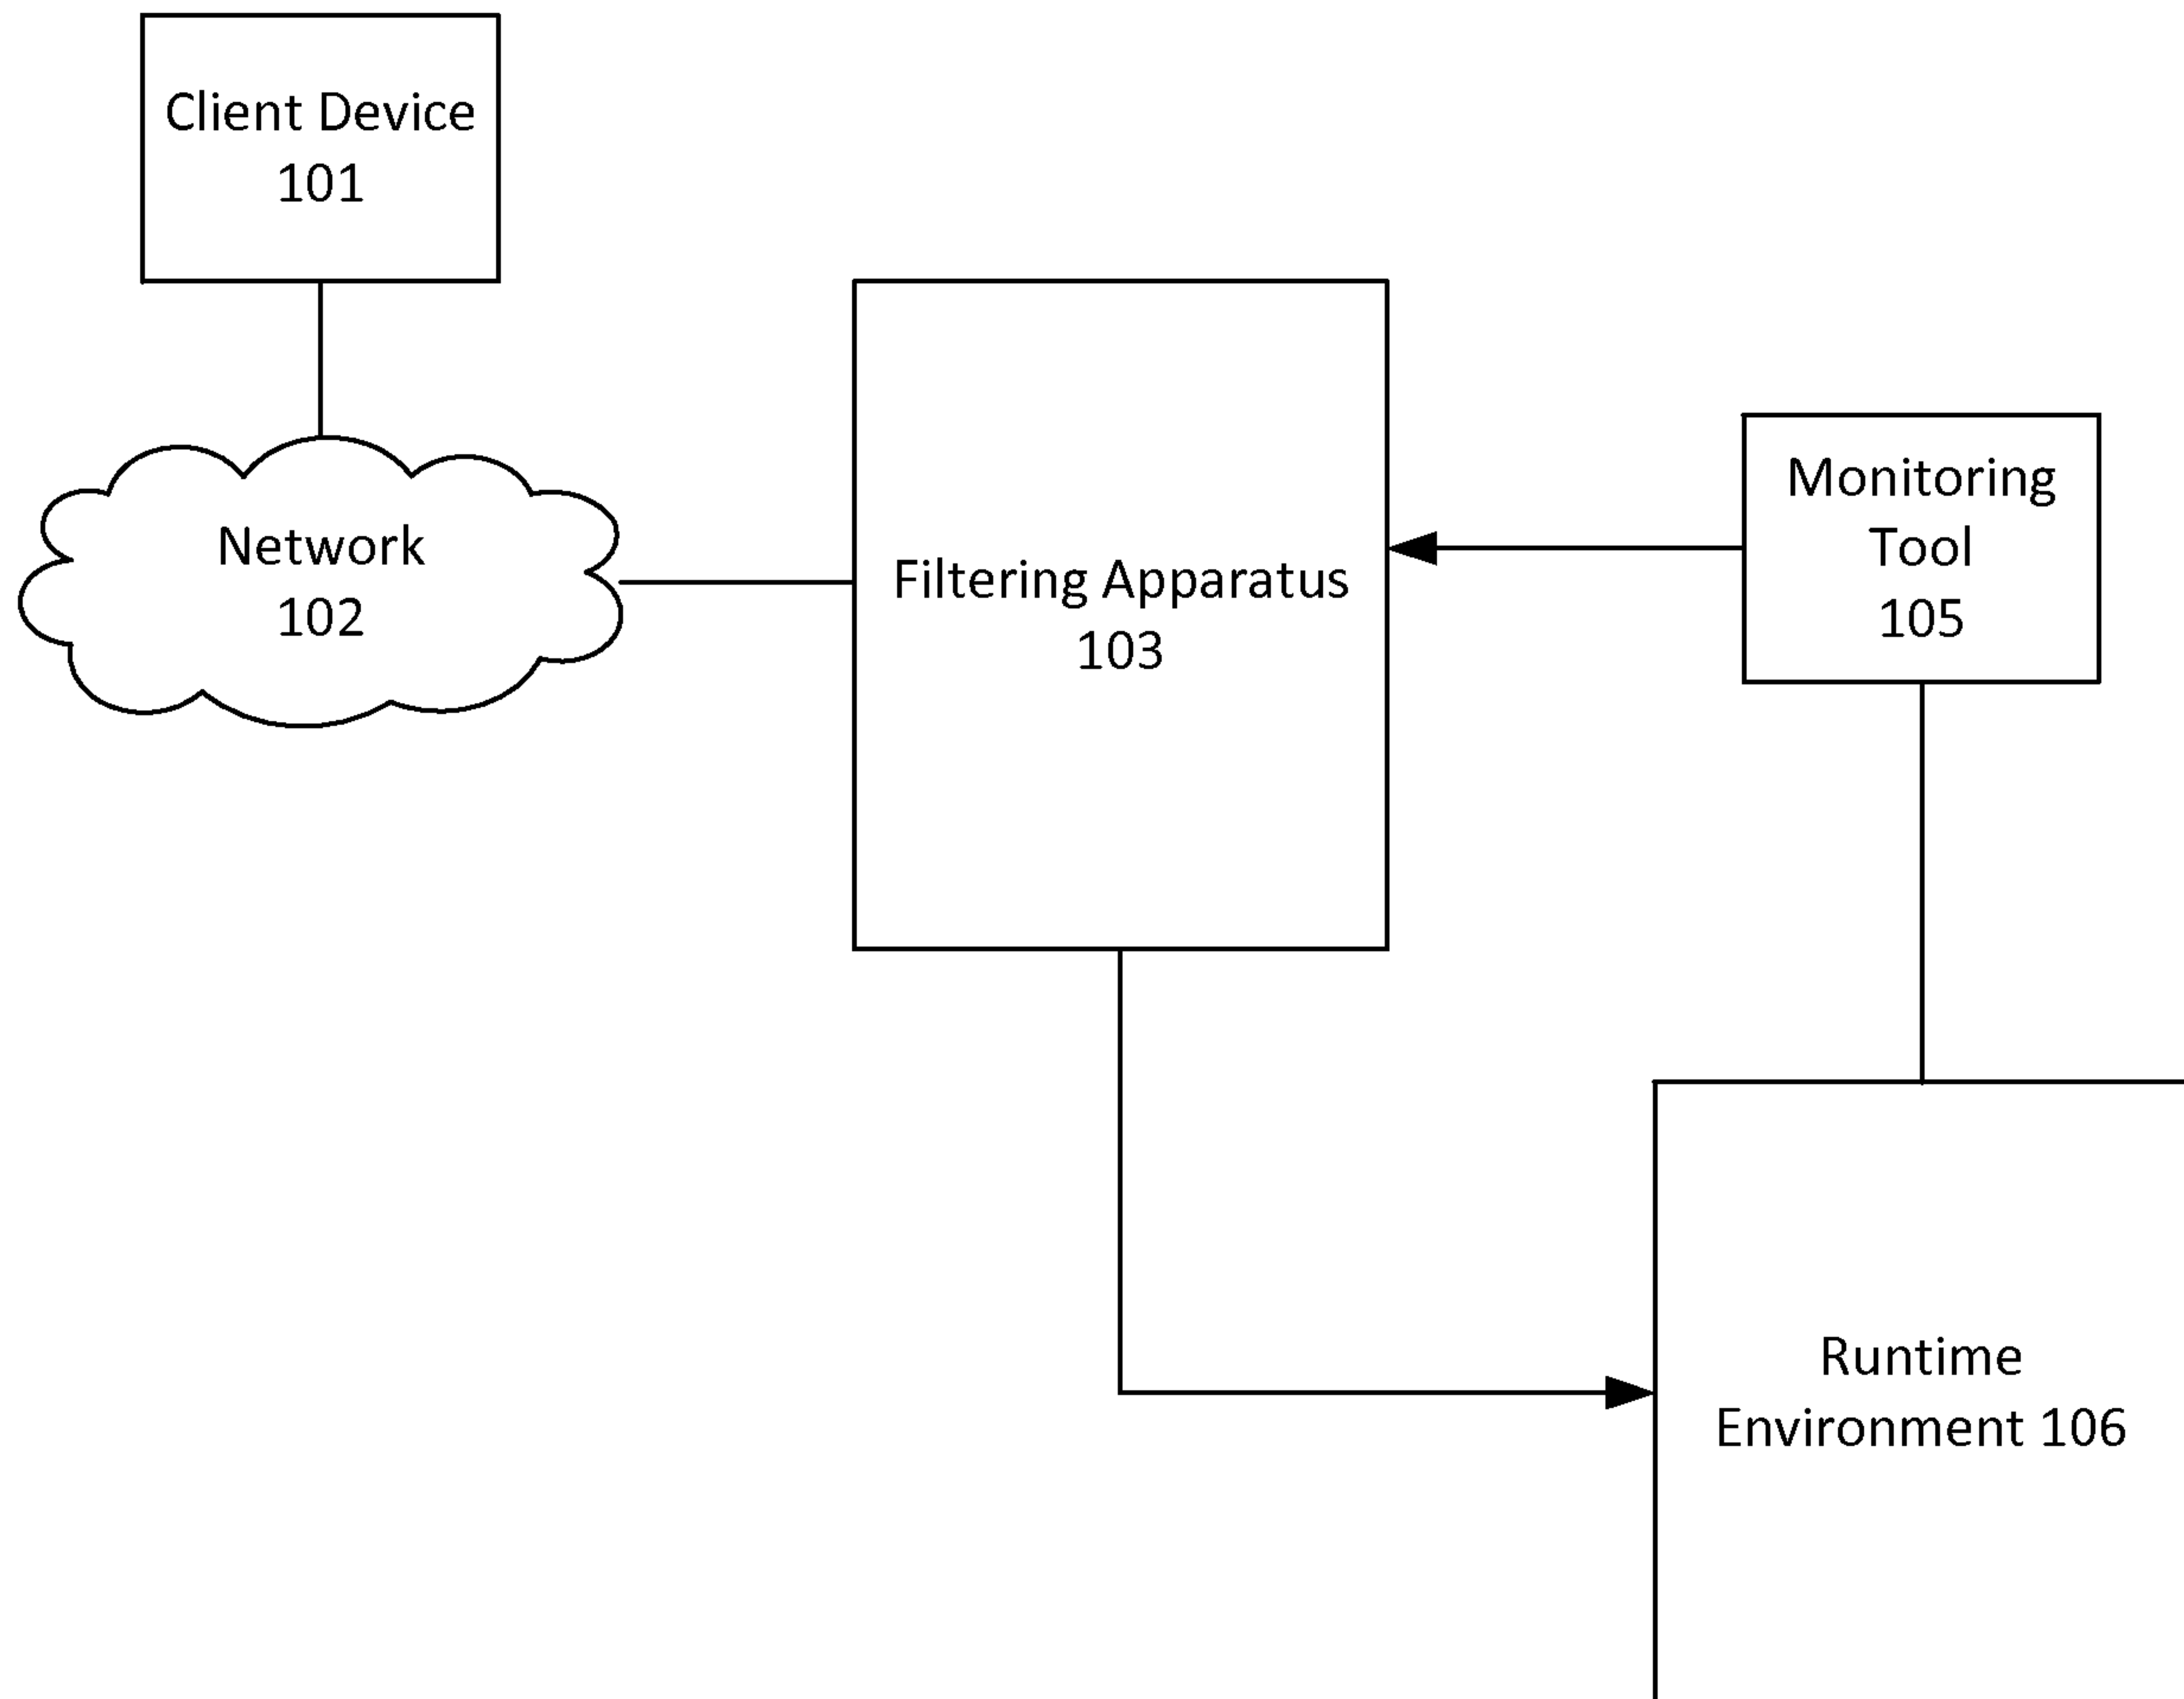 Client Device
101
Network
102
Filtering Apparatus
103
Monitoring
Tool
105
Runtime
Environment 106